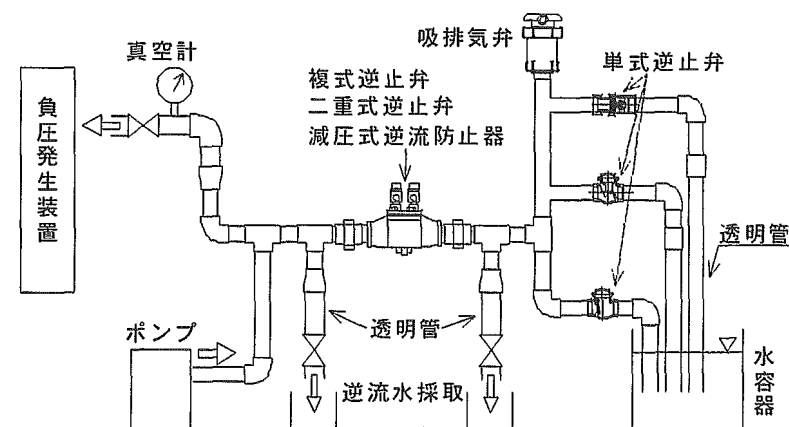 真空計
吸排気弁
単式逆止弁
複式逆止弁
二重式逆止弁
減圧式逆流防止器
負圧発生装置
透明管
ポンプ
透明管
水容器
逆流水採取